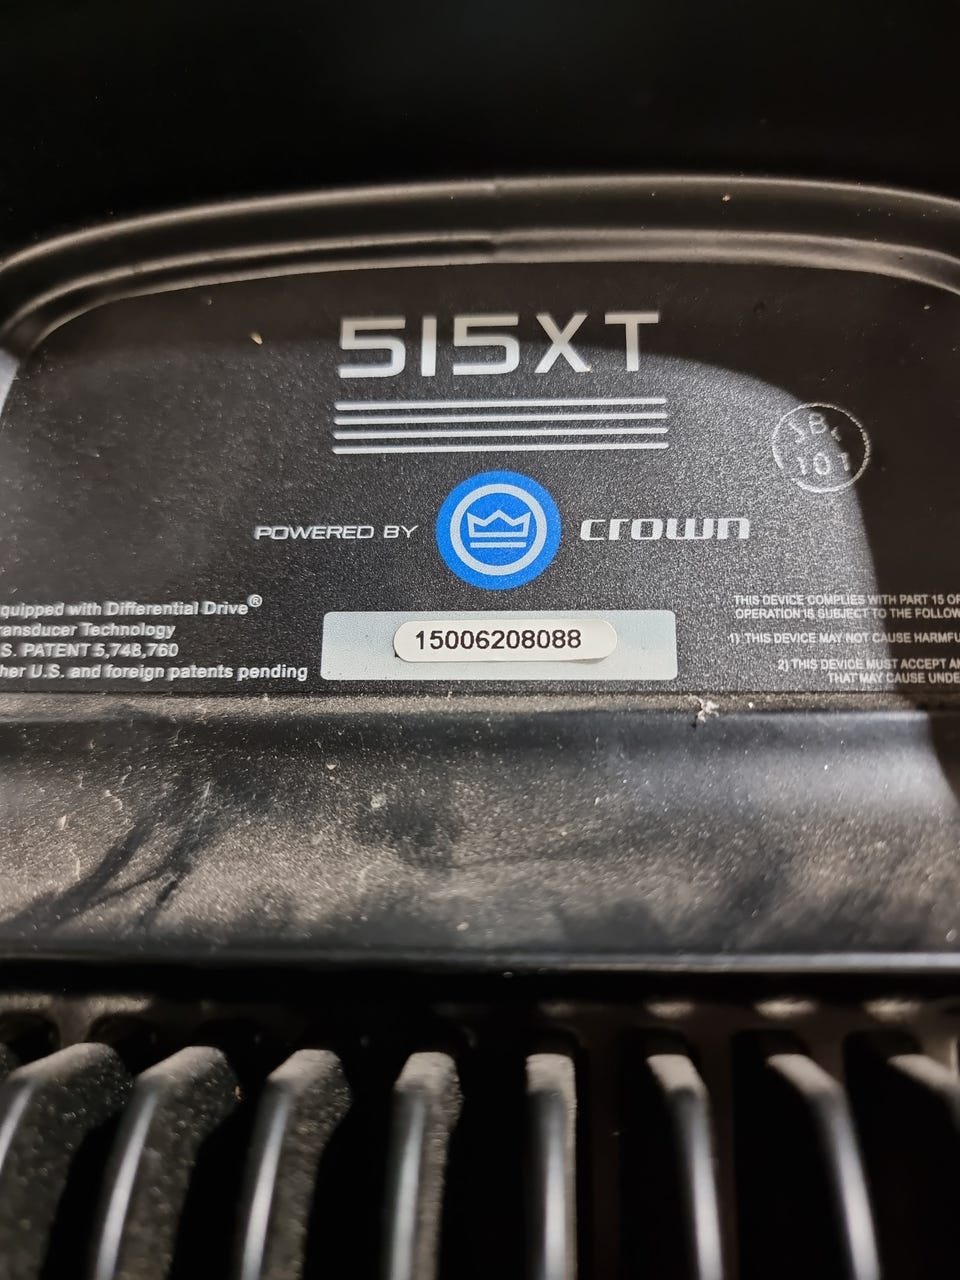 515XT
POWERED BY crown
quipped with Differential Drive®
ransducer Technology
S. PATENT 5,748,760
her U.S. and foreign patents pending
15006208088
THIS DEVICE COMPLIES WITH PART 15 OF
OPERATION IS SUBJECT TO THE FOLLOW
1) THIS DEVICE MAY NOT CAUSE HARMFU
2) THIS DEVICE MUST ACCEPT AN
THAT MAY CAUSE UNDE